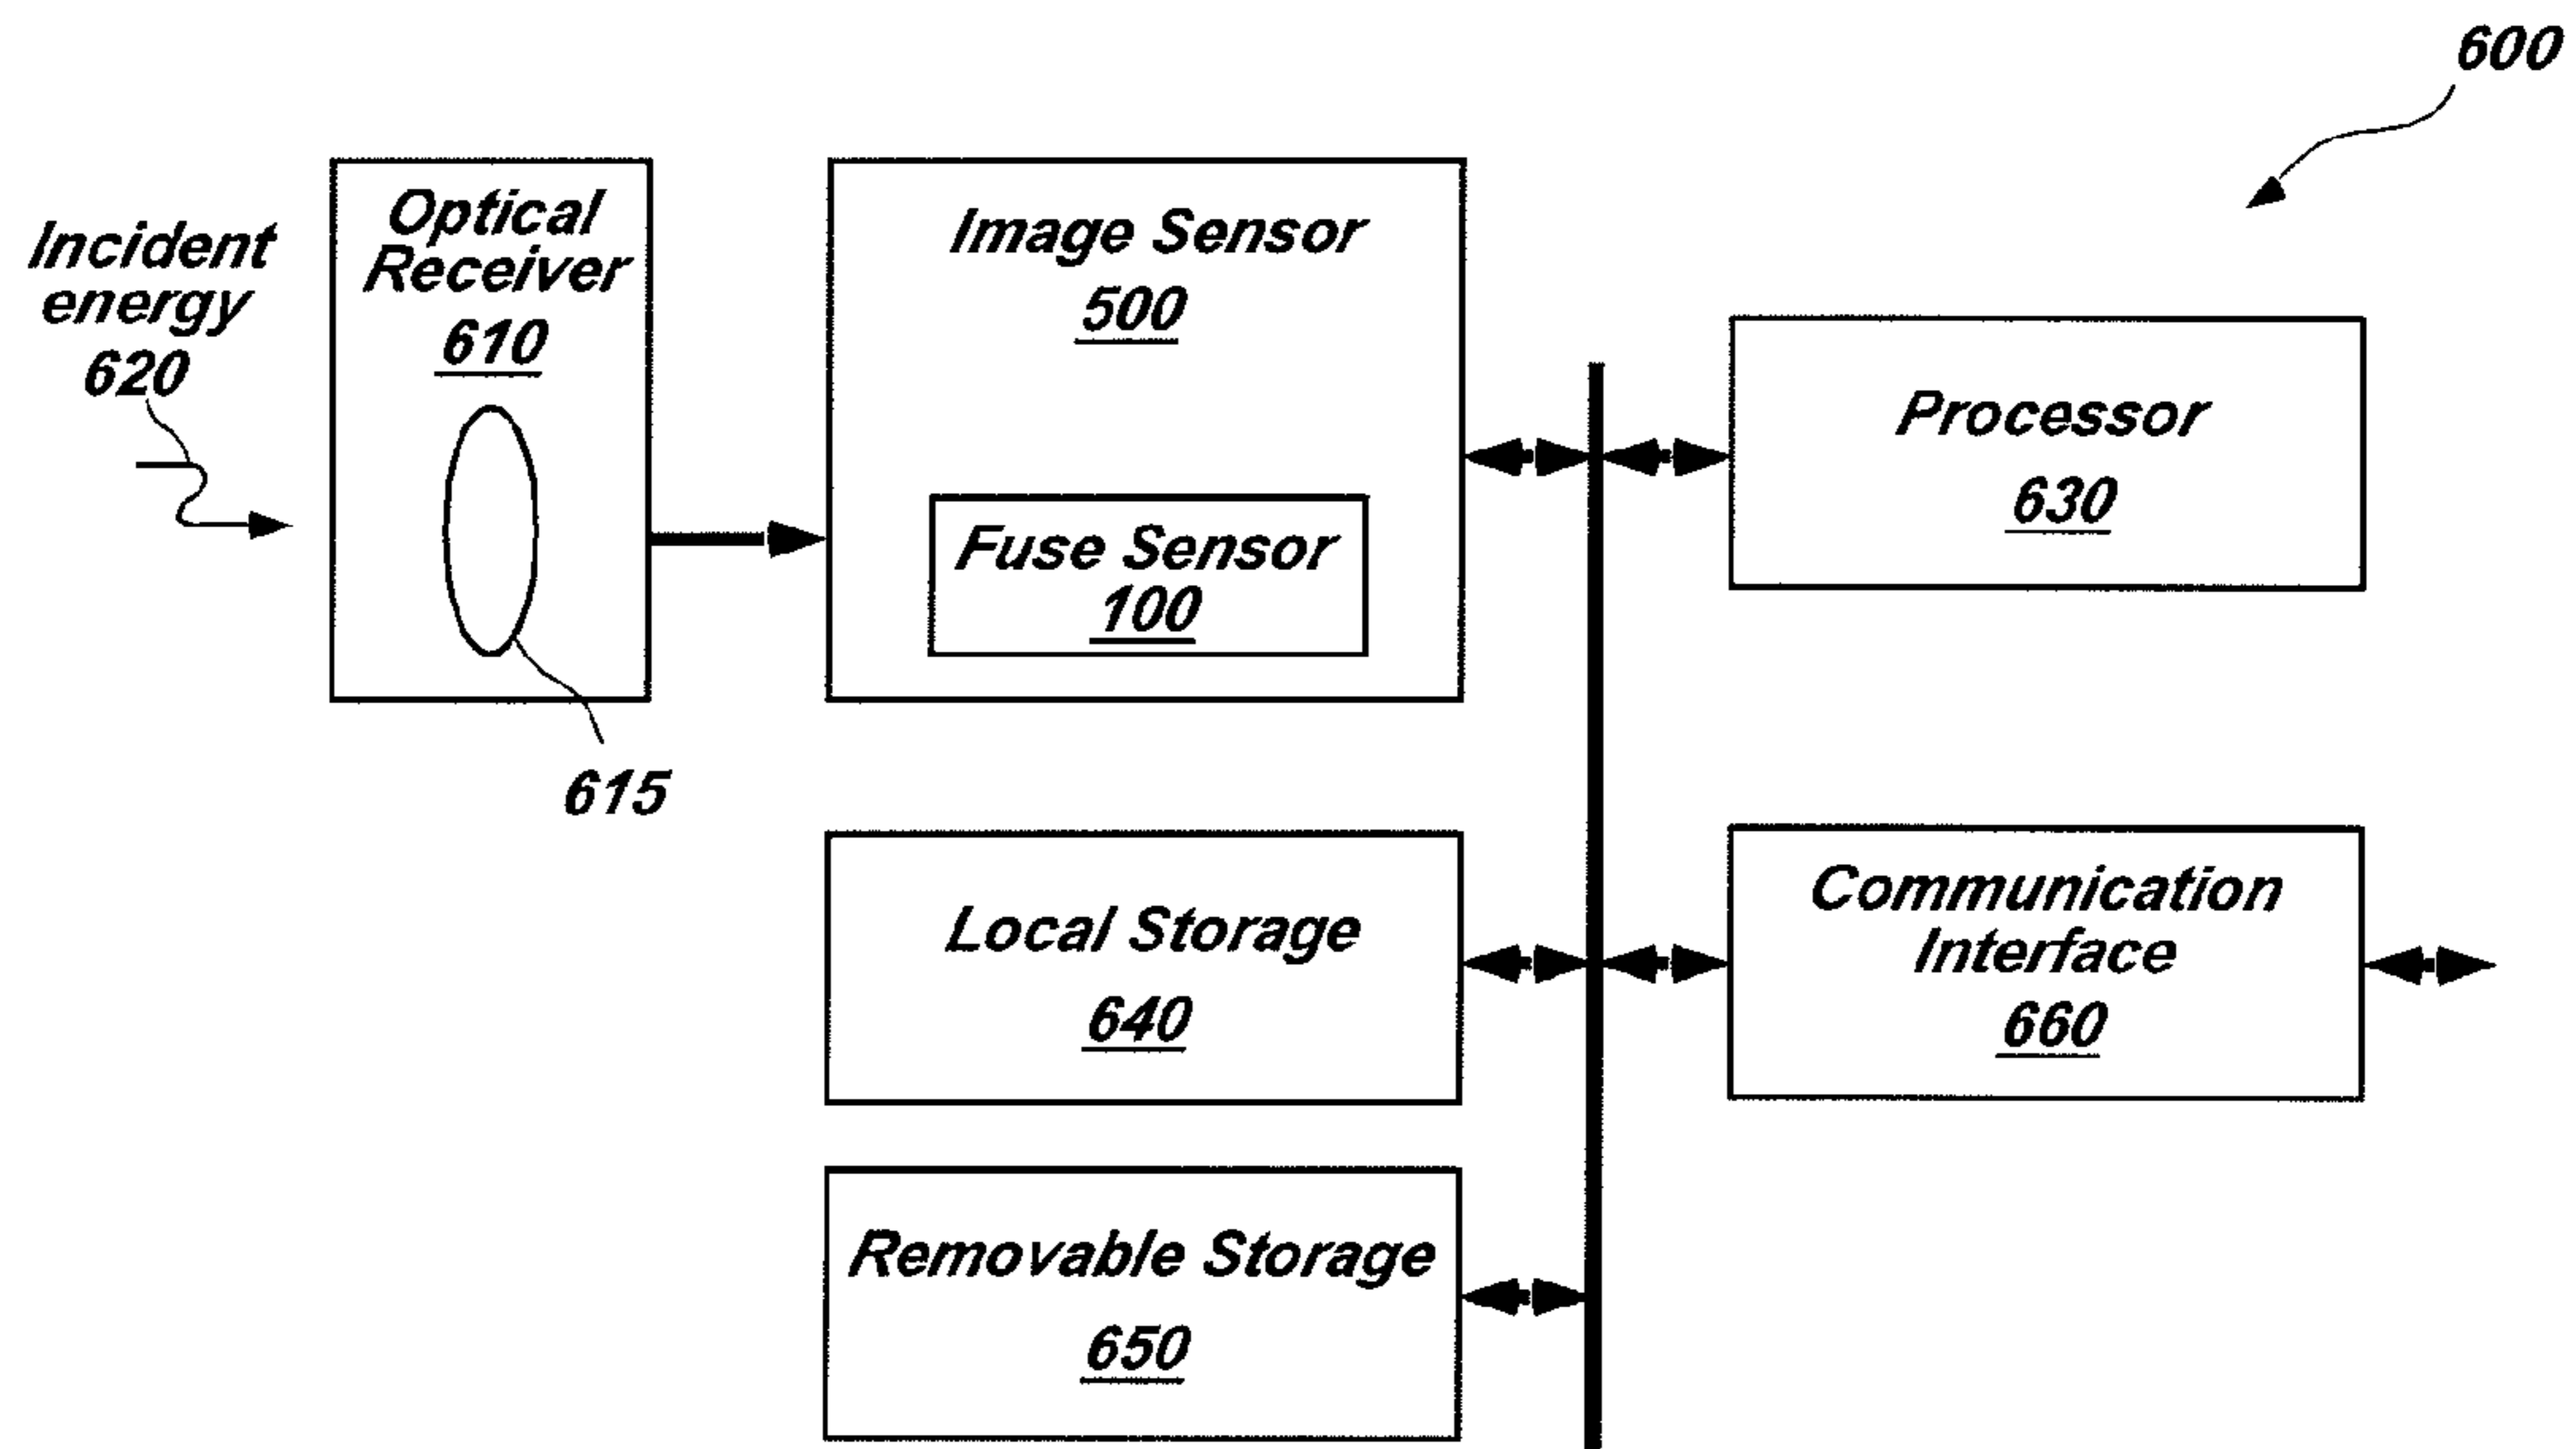 600
Incident
energy
620
Optical
Receiver
610
615
Image Sensor
500
Fuse Sensor
100
Processor
630
Local Storage
640
Communication
Interface
660
Removable Storage
650